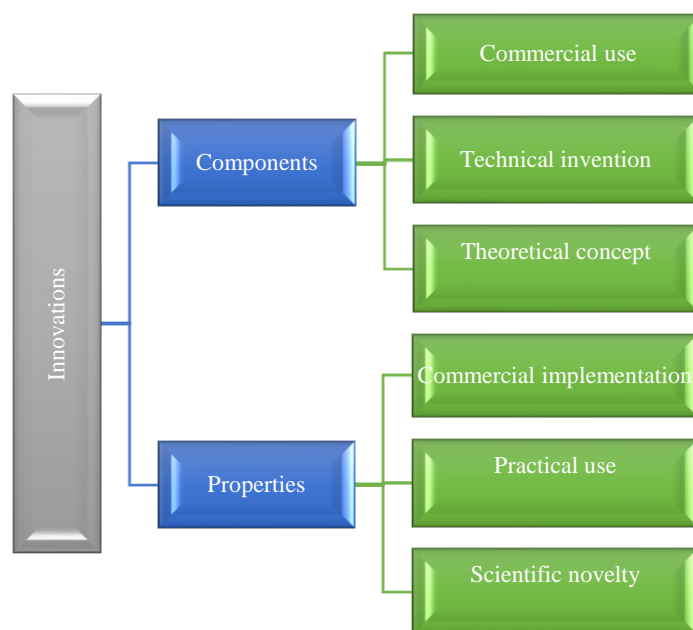 Innovations
Components
Commercial use
Technical invention
Theoretical concept
Properties
Commercial implementation
Practical use
Scientific novelty